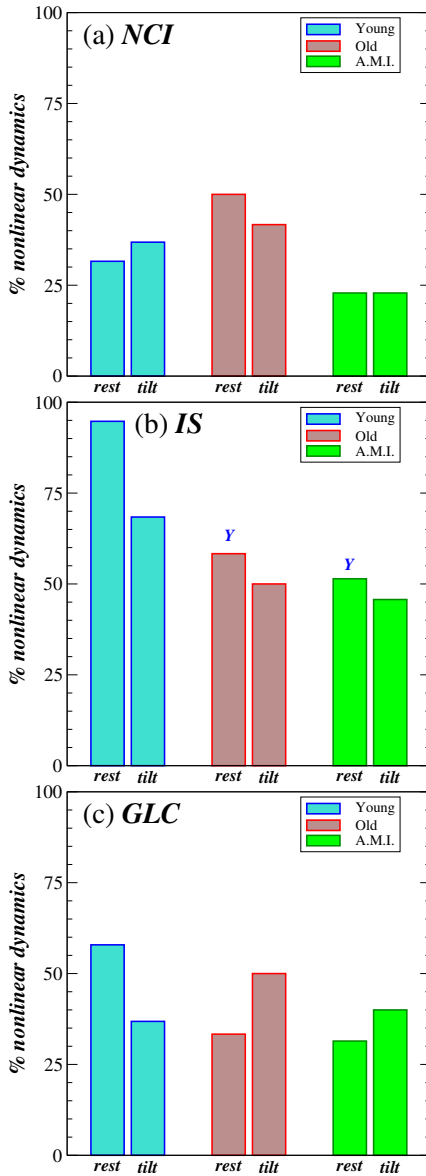 100
(a) NCI
Young
Old
A.M.I.
75
50
25
0
% nonlinear dynamics
rest tilt rest tilt rest tilt
100
(b) IS
Young
Old
A.M.I.
75
Y Y
50
25
0
% nonlinear dynamics
rest tilt rest tilt rest tilt
100
(c) GLC
Young
Old
A.M.I.
75
50
25
0
% nonlinear dynamics
rest tilt rest tilt rest tilt